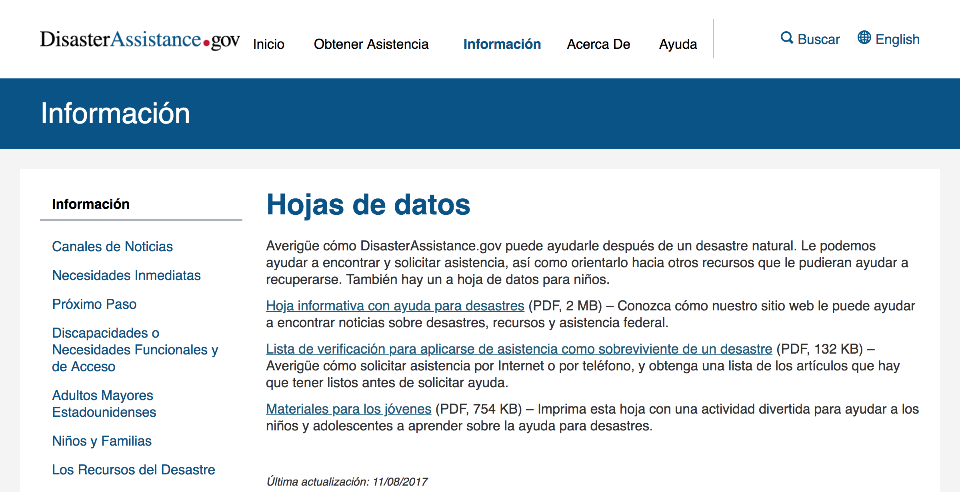 DisasterAssistance.gov
Inicio
Obtener Asistencia
Información
Acerca De
Ayuda
Buscar
English
Información
Información
Canales de Noticias
Necesidades Inmediatas
Próximo Paso
Discapacidades o
Necesidades Funcionales y
de Acceso
Adultos Mayores
Estadounidenses
Niños y Familias
Los Recursos del Desastre
Hojas de datos
Averigüe cómo DisasterAssistance.gov puede ayudarle después de un desastre natural. Le podemos
ayudar a encontrar y solicitar asistencia, así como orientarlo hacia otros recursos que le pudieran ayudar a
recuperarse. También hay un a hoja de datos para niños.
Hoja informativa con ayuda para desastres (PDF, 2 MB) – Conozca cómo nuestro sitio web le puede ayudar
a encontrar noticias sobre desastres, recursos y asistencia federal.
Lista de verificación para aplicarse de asistencia como sobreviviente de un desastre (PDF, 132 KB) –
Averigüe cómo solicitar asistencia por Internet o por teléfono, y obtenga una lista de los artículos que hay
que tener listos antes de solicitar ayuda.
Materiales para los jóvenes (PDF, 754 KB) – Imprima esta hoja con una actividad divertida para ayudar a los
niños y adolescentes a aprender sobre la ayuda para desastres.
Última actualización: 11/08/2017